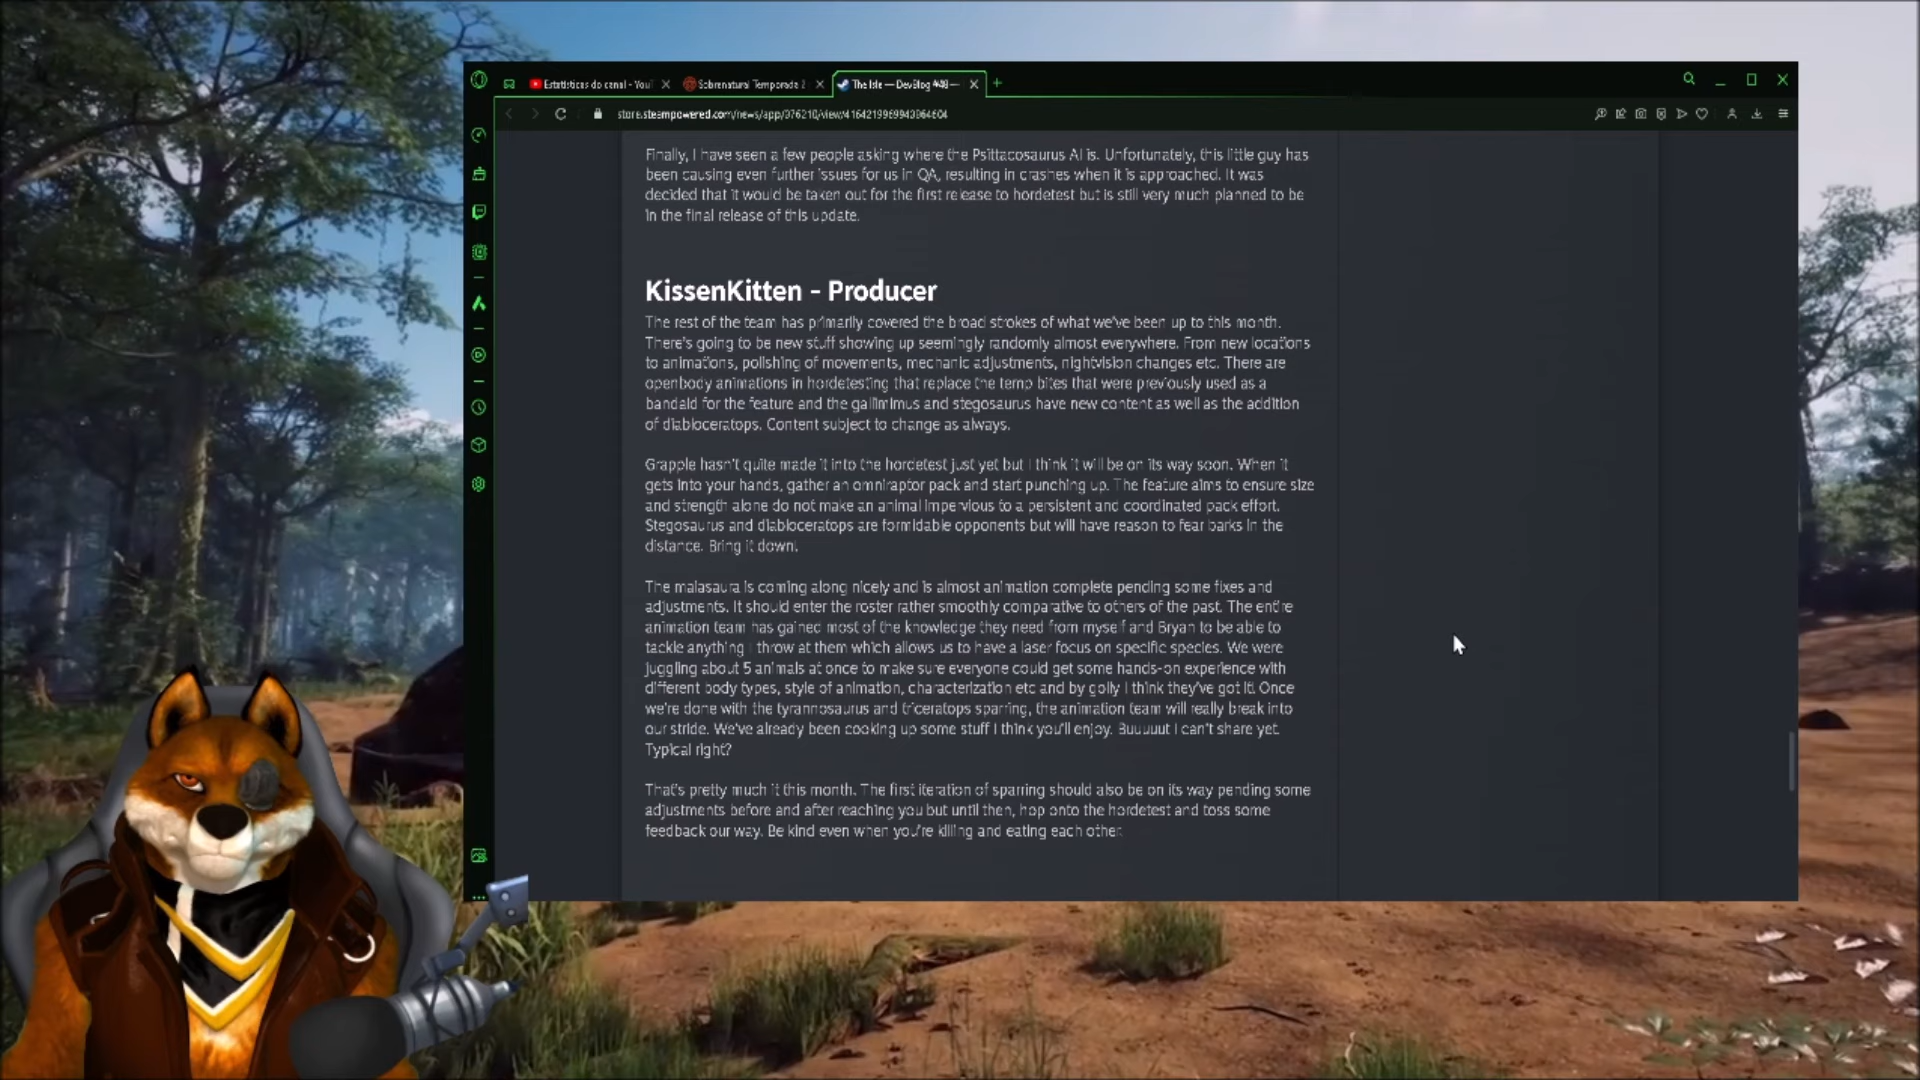 Estatísticas do canal - YouT
Sobrenatural Temporada 2
The Isle — DevBlog #48 —
store.steampowered.com/news/app/376210/view/4164219969943964604
Finally, I have seen a few people asking where the Psittacosaurus AI is. Unfortunately, this little guy has
been causing even further issues for us in QA, resulting in crashes when it is approached. It was
decided that it would be taken out for the first release to hordetest but is still very much planned to be
in the final release of this update.
KissenKitten - Producer
The rest of the team has primarily covered the broad strokes of what we've been up to this month.
There's going to be new stuff showing up seemingly randomly almost everywhere. From new locations
to animations, polishing of movements, mechanic adjustments, nightvision changes etc. There are
openbody animations in hordetesting that replace the temp bites that were previously used as a
bandaid for the feature and the gallimimus and stegosaurus have new content as well as the addition
of diabloceratops. Content subject to change as always.
Grapple hasn't quite made it into the hordetest just yet but I think it will be on its way soon. When it
gets into your hands, gather an omniraptor pack and start punching up. The feature aims to ensure size
and strength alone do not make an animal impervious to a persistent and coordinated pack effort.
Stegosaurus and diabloceratops are formidable opponents but will have reason to fear barks in the
distance. Bring it down!
The maiasaura is coming along nicely and is almost animation complete pending some fixes and
adjustments. It should enter the roster rather smoothly comparative to others of the past. The entire
animation team has gained most of the knowledge they need from myself and Bryan to be able to
tackle anything I throw at them which allows us to have a laser focus on specific species. We were
juggling about 5 animals at once to make sure everyone could get some hands-on experience with
different body types, style of animation, characterization etc and by golly I think they've got it! Once
we're done with the tyrannosaurus and triceratops sparring, the animation team will really break into
our stride. We've already been cooking up some stuff I think you'll enjoy. Buuuuut I can't share yet.
Typical right?
That's pretty much it this month. The first iteration of sparring should also be on its way pending some
adjustments before and after reaching you but until then, hop onto the hordetest and toss some
feedback our way. Be kind even when you're killing and eating each other.